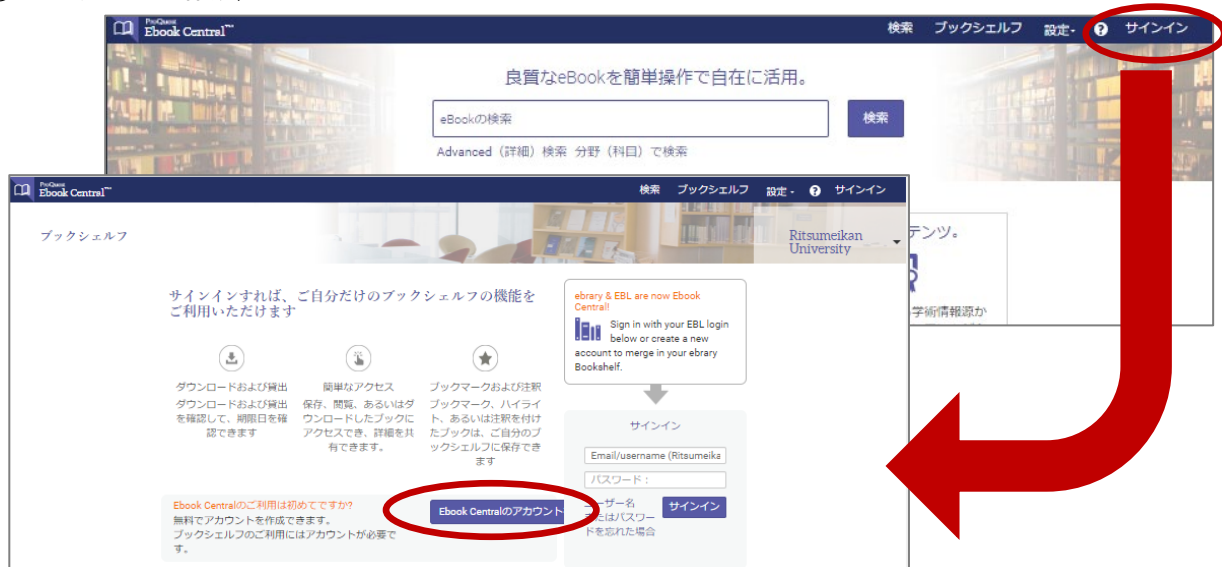 ProQuest
Ebook Central™
検索 ブックシェルフ 設定- ? サインイン
良質なeBookを簡単操作で自在に活用。
eBookの検索
検索
Advanced（詳細）検索 分野（科目）で検索
テンツ。
学術情報源か
ProQuest
Ebook Central™
検索 ブックシェルフ 設定- ? サインイン
ブックシェルフ
Ritsumeikan
University
サインインすれば、ご自分だけのブックシェルフの機能を
ご利用いただけます
ダウンロードおよび貸出
ダウンロードおよび貸出
を確認して、期限日を確
認できます
簡単なアクセス
保存、閲覧、あるいはダ
ウンロードしたブックに
アクセスでき、詳細を共
有できます。
ブックマークおよび注釈
ブックマーク、ハイライ
ト、あるいは注釈を付け
たブックは、ご自分のブ
ックシェルフに保存でき
ます
ebrary & EBL are now Ebook
Central!
Sign in with your EBL login
below or create a new
account to merge in your ebrary
Bookshelf.
サインイン
Email/username (Ritsumeika
パスワード：
ユーザー名
またはパスワー
ドを忘れた場合
サインイン
Ebook Centralのご利用は初めてですか?
無料でアカウントを作成できます。
ブックシェルフのご利用にはアカウントが必要で
す。
Ebook Centralのアカウント